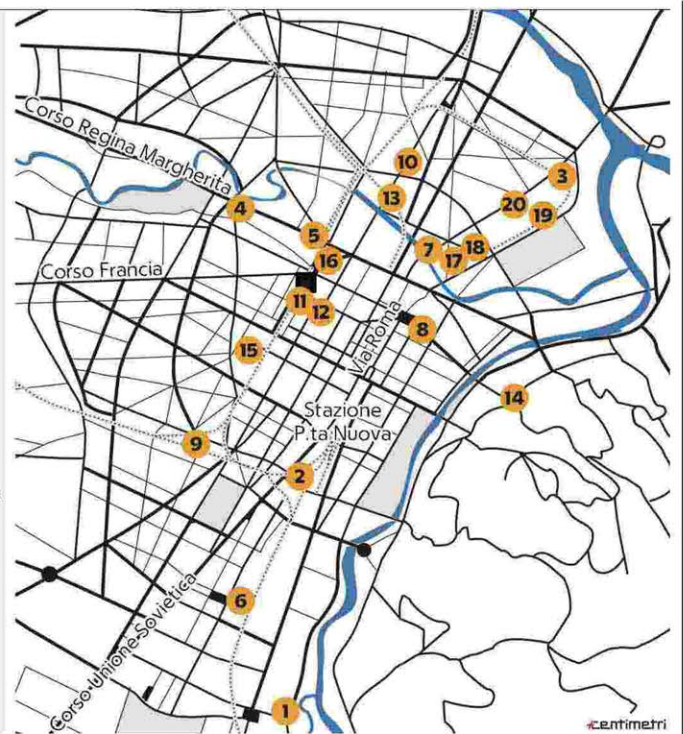 Corso Regina Margherita
10
3
13
20
4
19
5
7
18
16
17
Corso Francia
11
12
8
Via Roma
15
14
Stazione
P.ta Nuova
9
2
6
Corso Unione Sovietica
1
centimetri